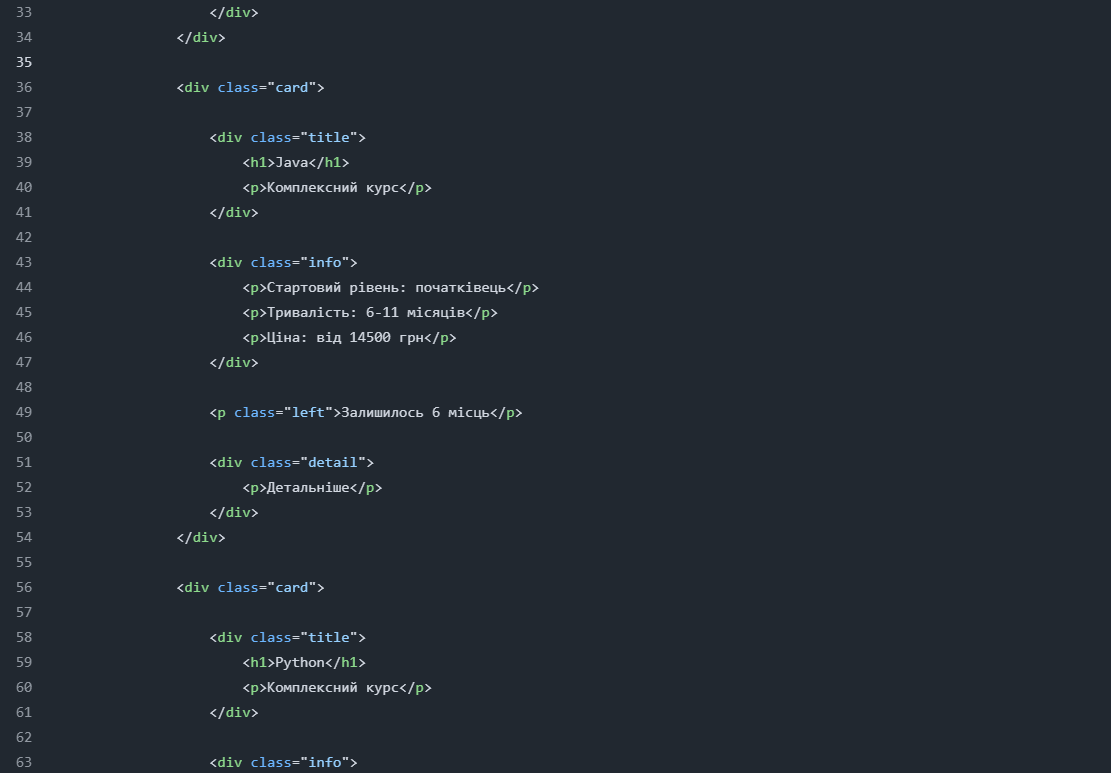 33 </div>
34 </div>
35
36 <div class="card">
37
38 <div class="title">
39 <h1>Java</h1>
40 <p>Комплексний курс</p>
41 </div>
42
43 <div class="info">
44 <p>Стартовий рівень: початківець</p>
45 <p>Тривалість: 6-11 місяців</p>
46 <p>Ціна: від 14500 грн</p>
47 </div>
48
49 <p class="left">Залишилось 6 місць</p>
50
51 <div class="detail">
52 <p>Детальніше</p>
53 </div>
54 </div>
55
56 <div class="card">
57
58 <div class="title">
59 <h1>Python</h1>
60 <p>Комплексний курс</p>
61 </div>
62
63 <div class="info">